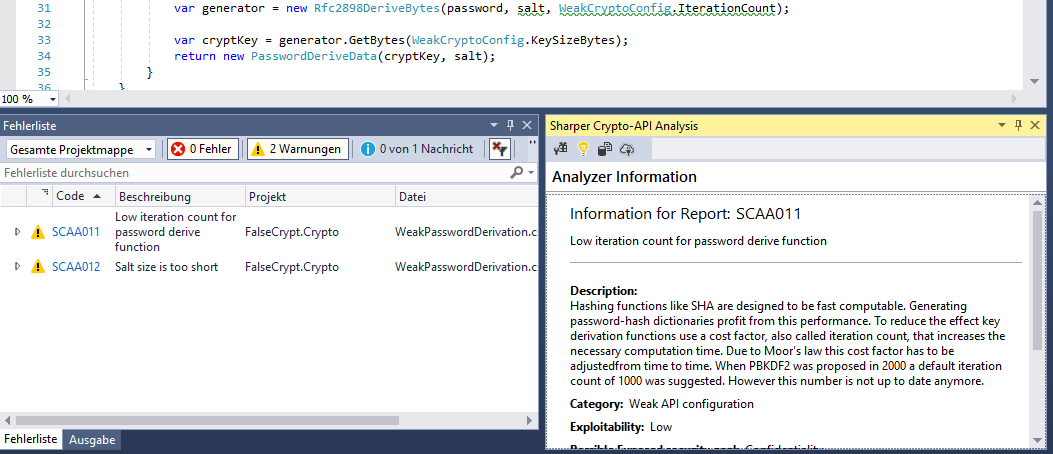 31 var generator = new Rfc2898DeriveBytes(password, salt, WeakCryptoConfig.IterationCount);
32
33 var cryptKey = generator.GetBytes(WeakCryptoConfig.KeySizeBytes);
34 return new PasswordDeriveData(cryptKey, salt);
35 }
36 }
100 %
Fehlerliste
Gesamte Projektmappe 0 Fehler 2 Warnungen 0 von 1 Nachricht
Fehlerliste durchsuchen
Code Beschreibung Projekt Datei
SCAA011 Low iteration count for password derive function FalseCrypt.Crypto WeakPasswordDerivation.c
SCAA012 Salt size is too short FalseCrypt.Crypto WeakPasswordDerivation.c
Fehlerliste Ausgabe
Sharper Crypto-API Analysis
Analyzer Information
Information for Report: SCAA011
Low iteration count for password derive function
Description:
Hashing functions like SHA are designed to be fast computable. Generating
password-hash dictionaries profit from this performance. To reduce the effect key
derivation functions use a cost factor, also called iteration count, that increases the
necessary computation time. Due to Moor's law this cost factor has to be
adjustedfrom time to time. When PBKDF2 was proposed in 2000 a default iteration
count of 1000 was suggested. However this number is not up to date anymore.
Category: Weak API configuration
Exploitability: Low
Possible Exposed security goal: Confidentiality